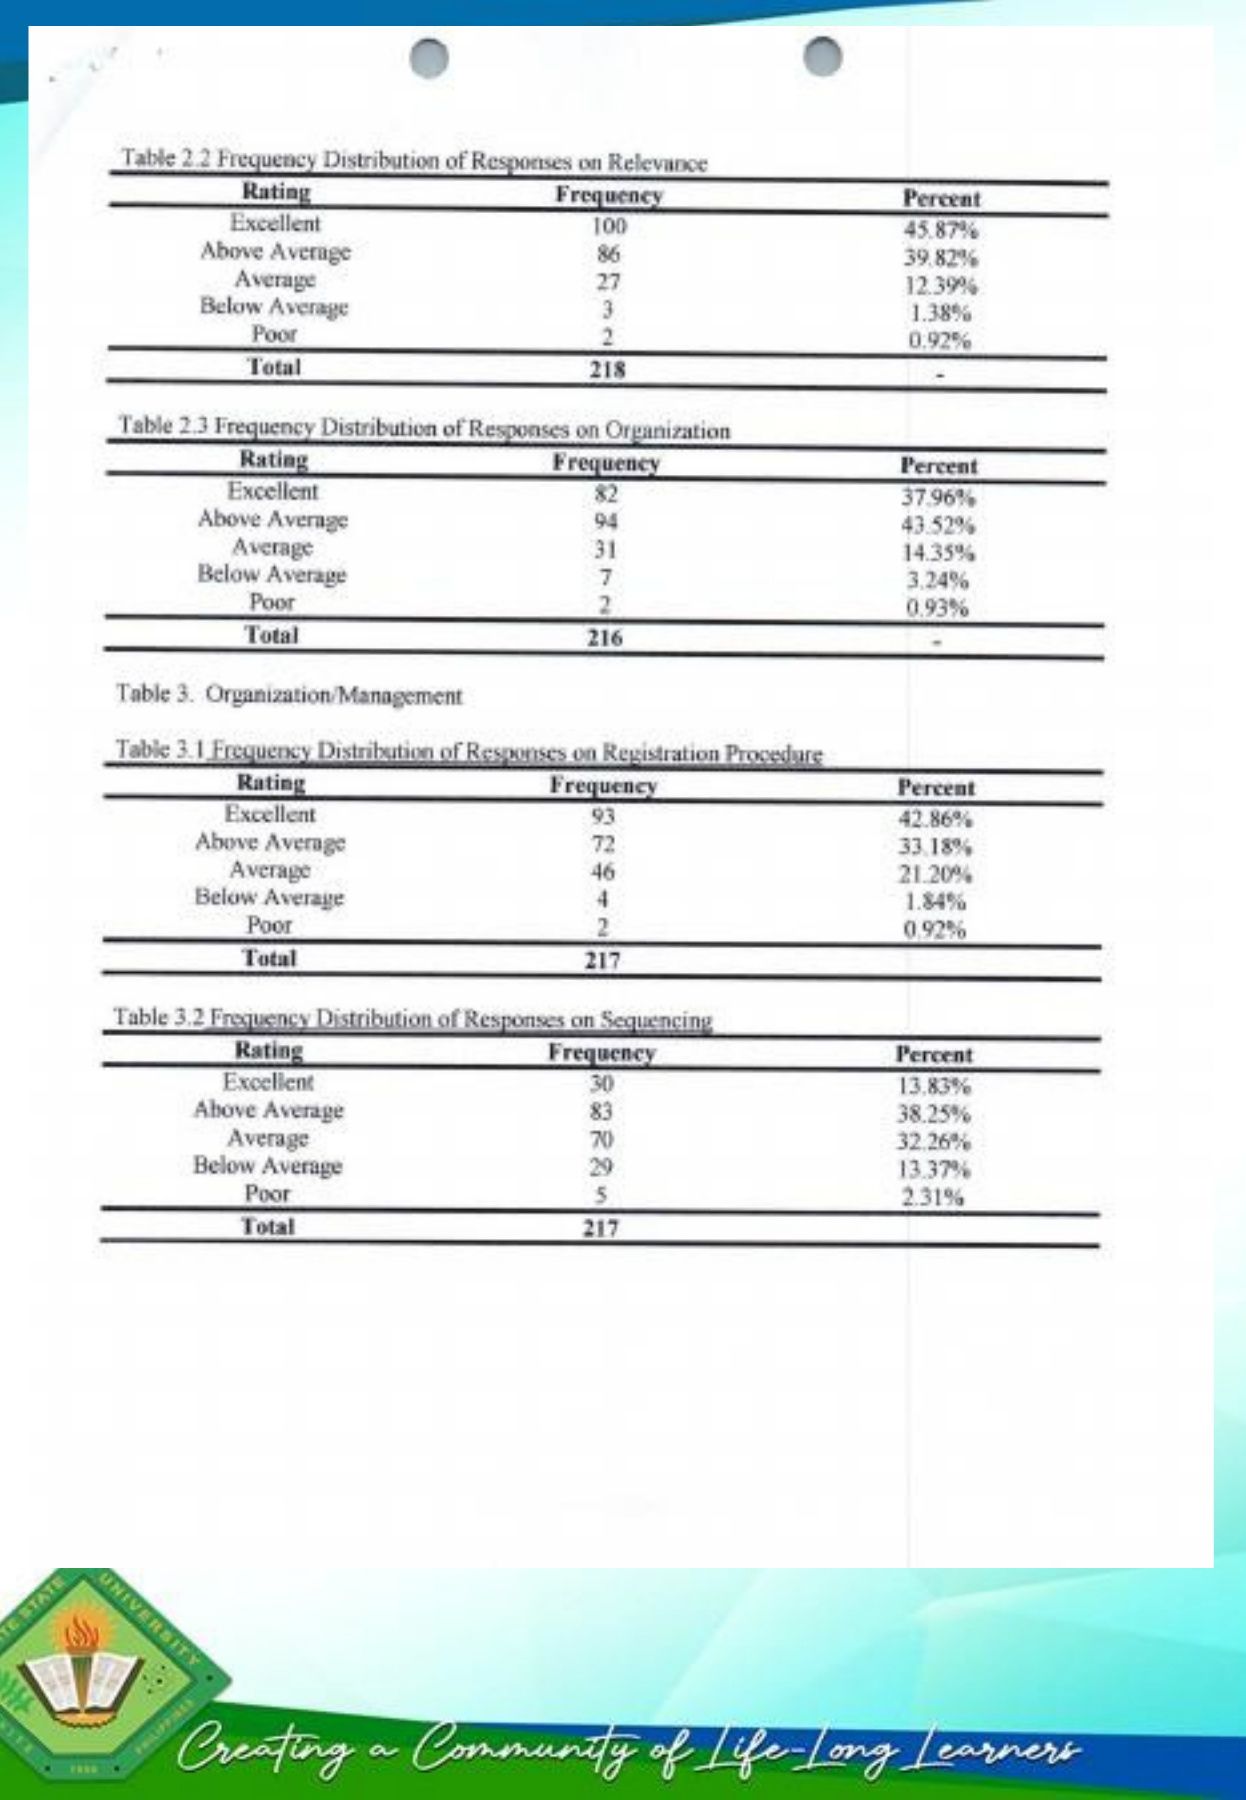 Table 2.2 Frequency Distribution of Responses on Relevance
Rating Frequency Percent
Excellent 100 45.87%
Above Average 86 39.82%
Average 27 12.39%
Below Average 3 1.38%
Poor 2 0.92%
Total 218 -
Table 2.3 Frequency Distribution of Responses on Organization
Rating Frequency Percent
Excellent 82 37.96%
Above Average 94 43.52%
Average 31 14.35%
Below Average 7 3.24%
Poor 2 0.93%
Total 216 -
Table 3. Organization/Management
Table 3.1 Frequency Distribution of Responses on Registration Procedure
Rating Frequency Percent
Excellent 93 42.86%
Above Average 72 33.18%
Average 46 21.20%
Below Average 4 1.84%
Poor 2 0.92%
Total 217
Table 3.2 Frequency Distribution of Responses on Sequencing
Rating Frequency Percent
Excellent 30 13.83%
Above Average 83 38.25%
Average 70 32.26%
Below Average 29 13.37%
Poor 5 2.31%
Total 217
STATE UNIVERSITY
PHILIPPINES
Creating a Community of Life-Long Learners